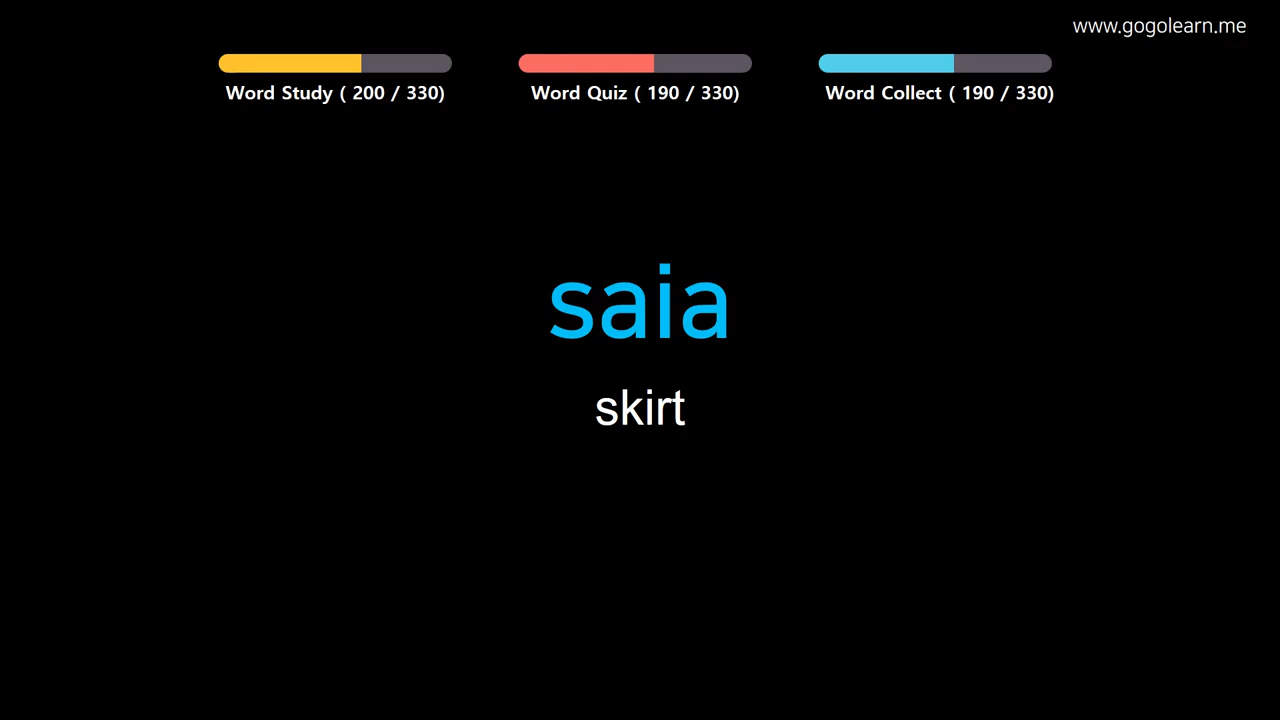 www.gogolearn.me
Word Study ( 200 / 330)
Word Quiz ( 190 / 330)
Word Collect ( 190 / 330)
saia
skirt